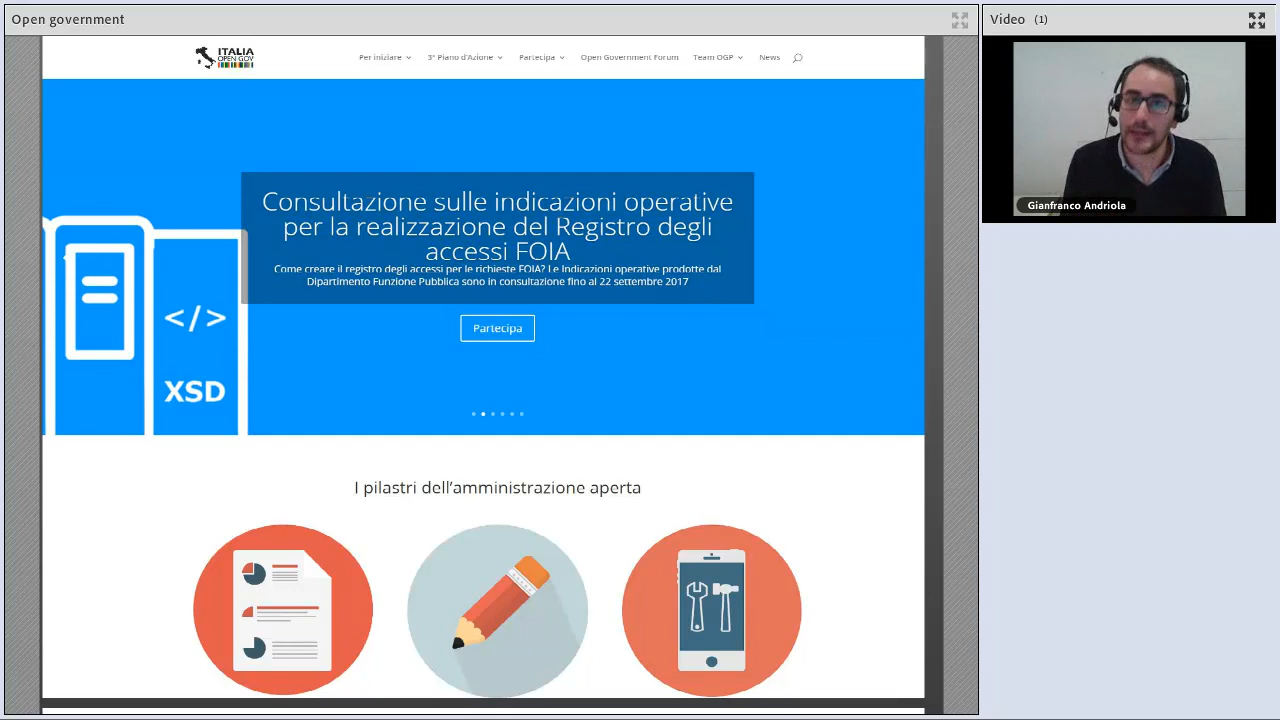 Open government
Video (1)
ITALIA
OPEN GOV
Per iniziare
3° Piano d'Azione
Partecipa
Open Government Forum
Team OGP
News
Consultazione sulle indicazioni operative
per la realizzazione del Registro degli
accessi FOIA
Come creare il registro degli accessi per le richieste FOIA? Le Indicazioni operative prodotte dal
Dipartimento Funzione Pubblica sono in consultazione fino al 22 settembre 2017
Partecipa
</>
XSD
I pilastri dell'amministrazione aperta
Gianfranco Andriola